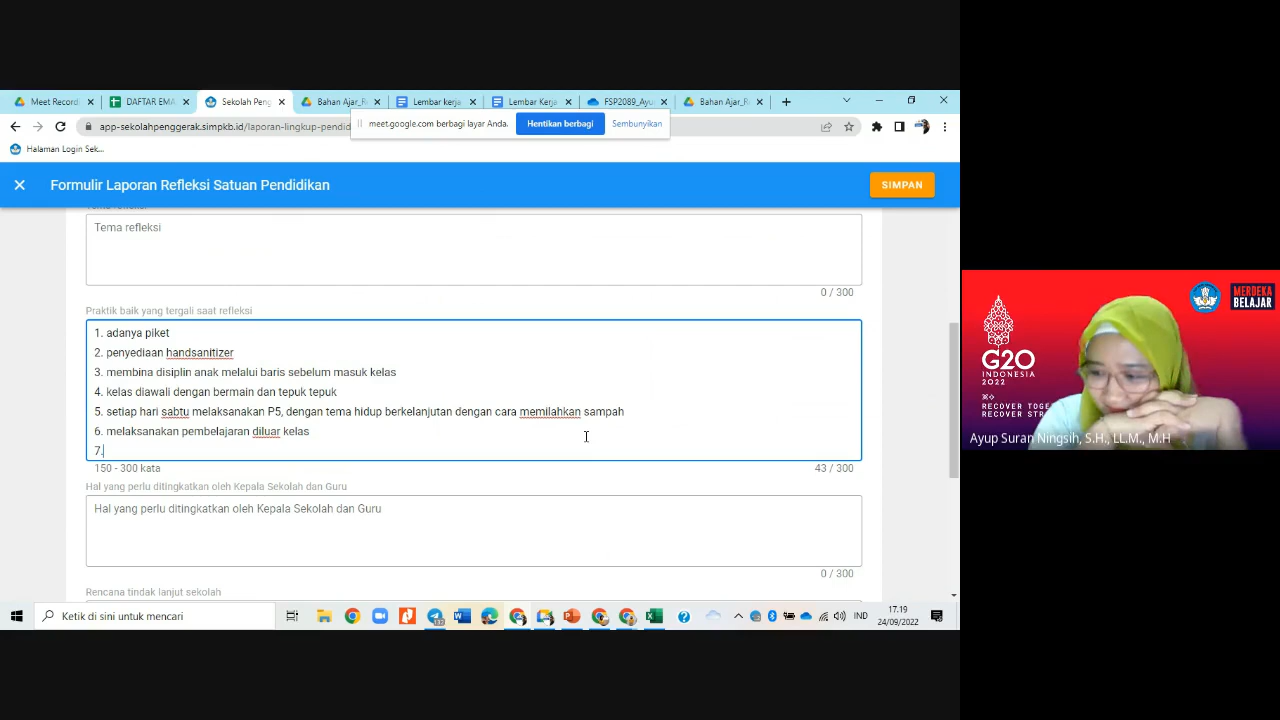 Meet Record
DAFTAR EMA
Sekolah Peng
Bahan Ajar_R
Lembar kerja
Lembar Kerja
FSP2089_Ayu
Bahan Ajar_R
app-sekolahpenggerak.simpkb.id/laporan-lingkup-pendid
meet.google.com berbagi layar Anda.
Hentikan berbagi
Sembunyikan
Halaman Login Sek...
Formulir Laporan Refleksi Satuan Pendidikan
SIMPAN
Tema refleksi
0 / 300
Praktik baik yang tergali saat refleksi
1. adanya piket
2. penyediaan handsanitizer
3. membina disiplin anak melalui baris sebelum masuk kelas
4. kelas diawali dengan bermain dan tepuk tepuk
5. setiap hari sabtu melaksanakan P5, dengan tema hidup berkelanjutan dengan cara memilahkan sampah
6. melaksanakan pembelajaran diluar kelas
7.
150 - 300 kata
43 / 300
Hal yang perlu ditingkatkan oleh Kepala Sekolah dan Guru
Hal yang perlu ditingkatkan oleh Kepala Sekolah dan Guru
0 / 300
Rencana tindak lanjut sekolah
Ketik di sini untuk mencari
IND
17.19
24/09/2022
MERDEKA
BELAJAR
G20
INDONESIA
2022
RECOVER TOGE
RECOVER STR
Ayup Suran Ningsih, S.H., LL.M., M.H